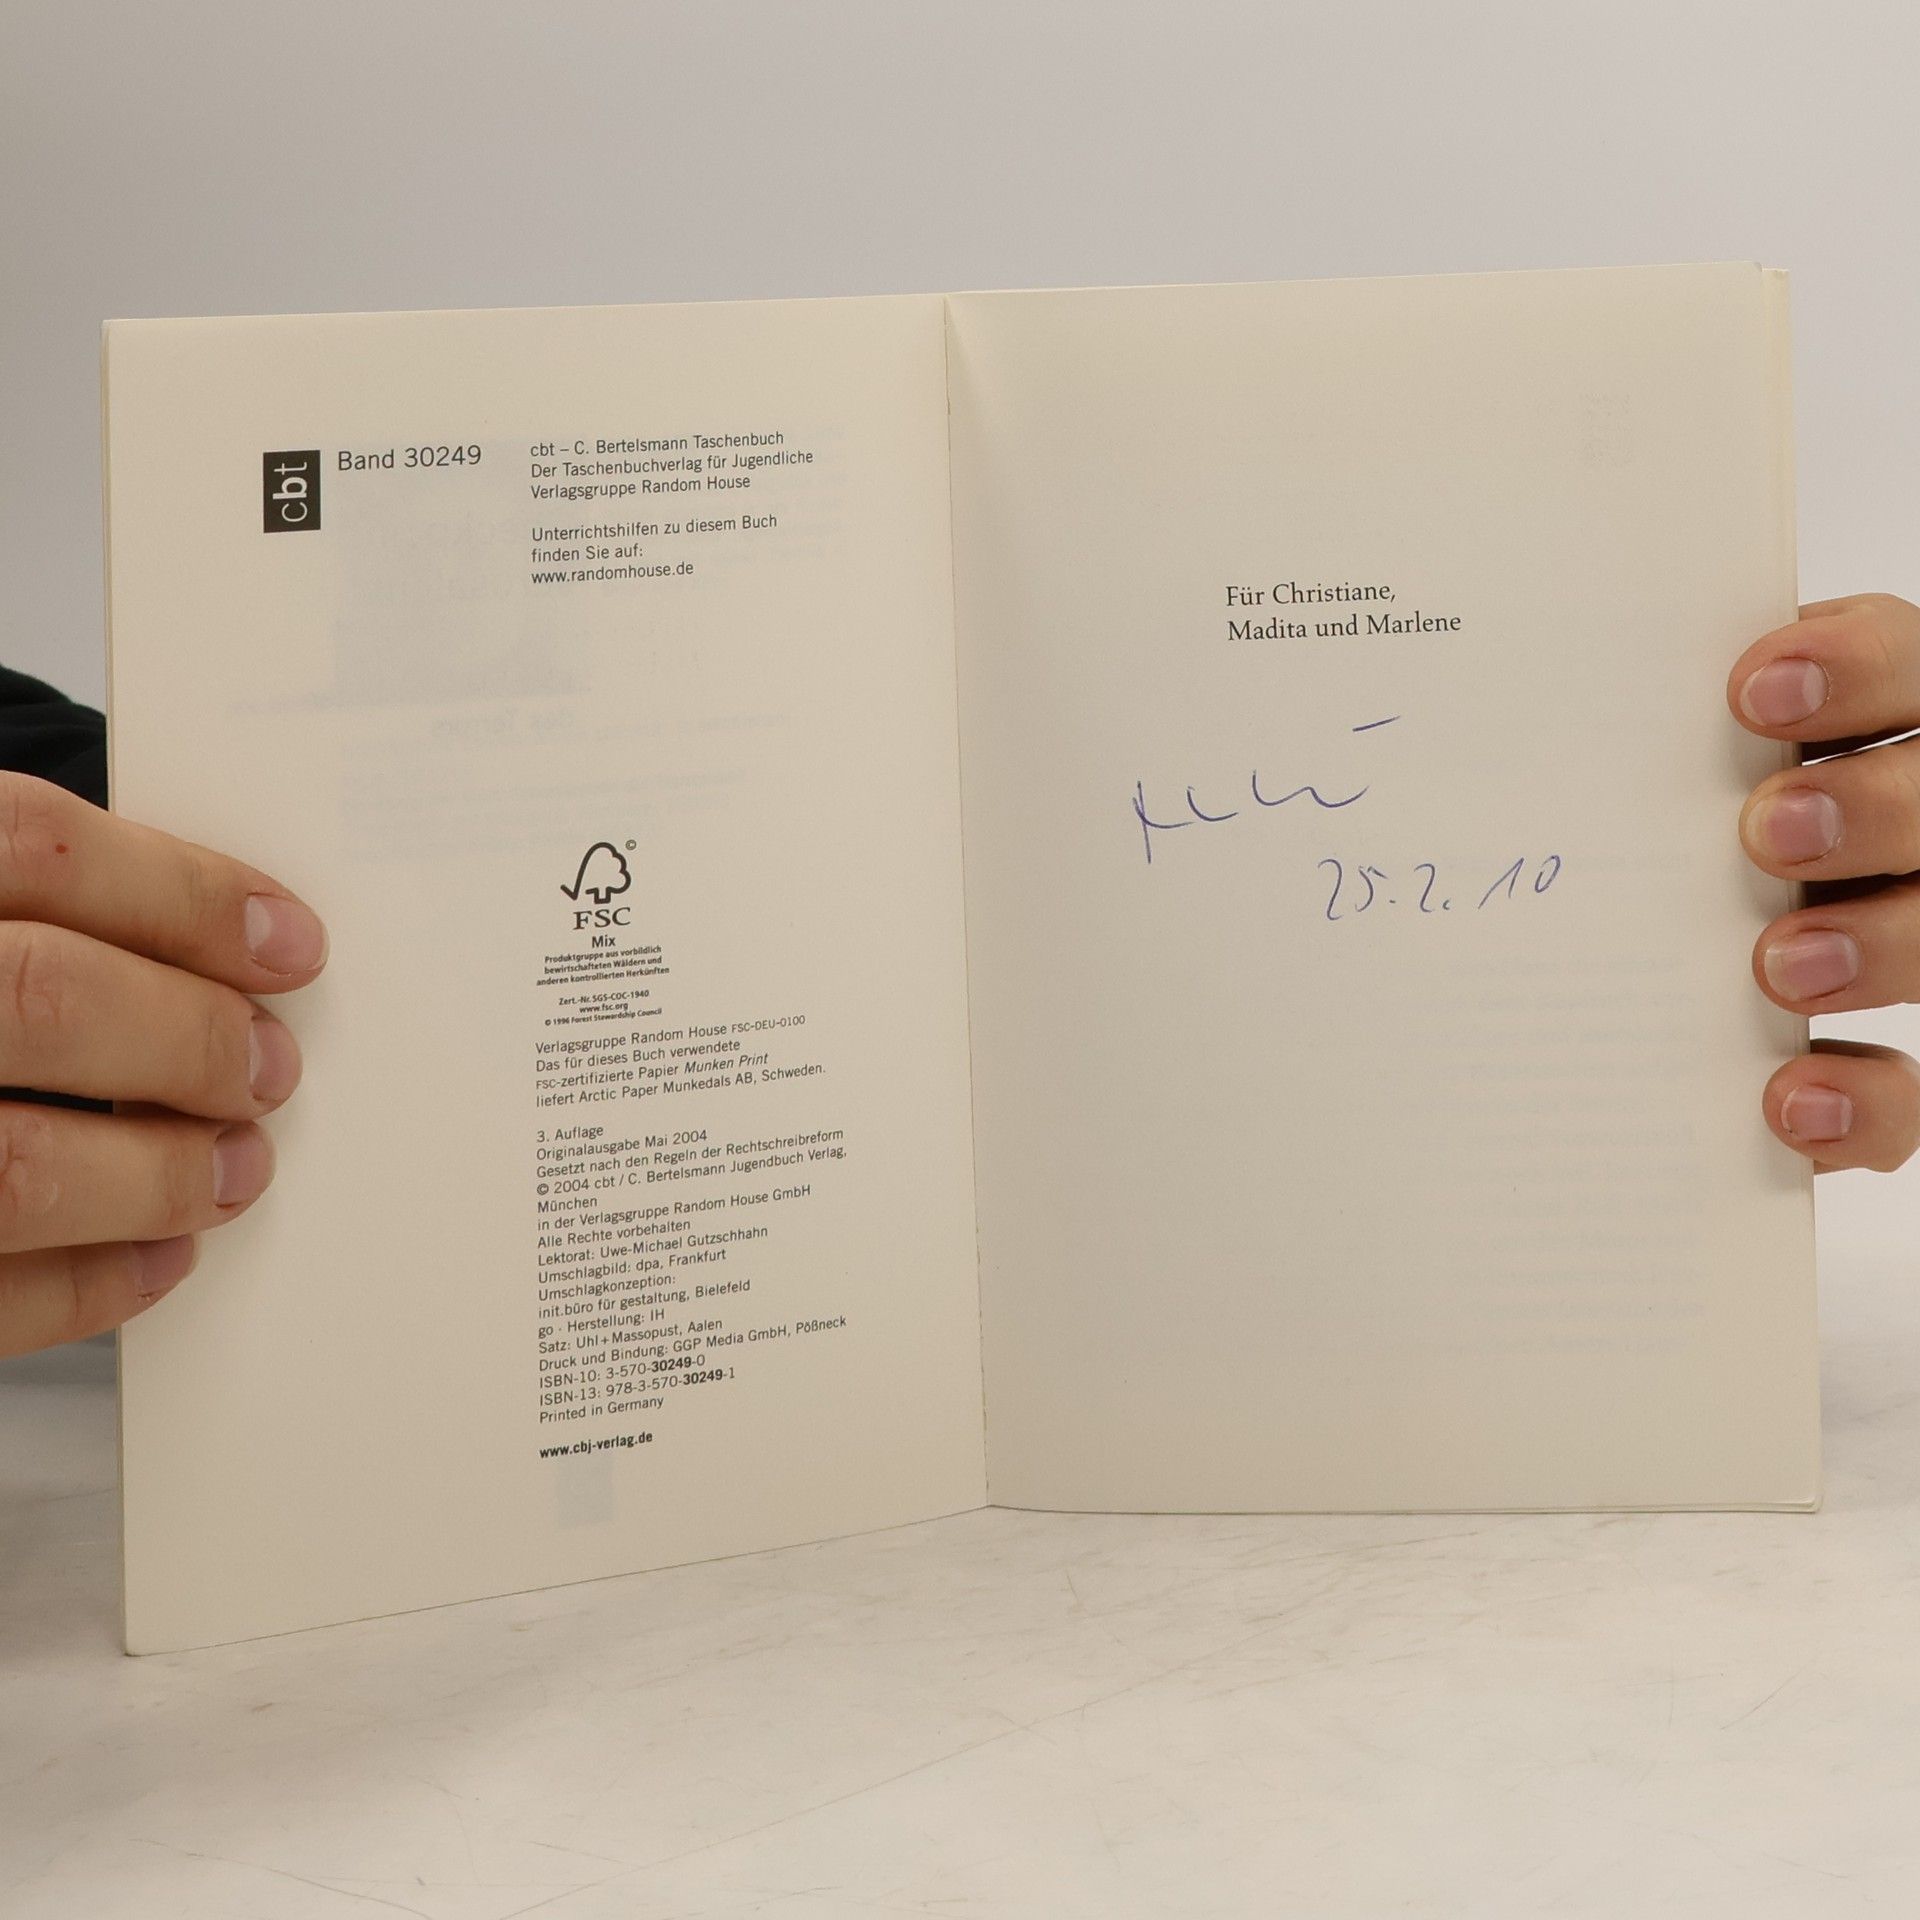 cbt
Band 30249
cbt – C. Bertelsmann Taschenbuch
Der Taschenbuchverlag für Jugendliche
Verlagsgruppe Random House
Unterrichtshilfen zu diesem Buch
finden Sie auf:
www.randomhouse.de
©
FSC
Mix
Produktgruppe aus vorbildlich
bewirtschafteten Wäldern und
anderen kontrollierten Herkünften
Zert.-Nr. SGS-COC-1940
www.fsc.org
© 1996 Forest Stewardship Council
Verlagsgruppe Random House FSC-DEU-0100
Das für dieses Buch verwendete
FSC-zertifizierte Papier Munken Print
liefert Arctic Paper Munkedals AB, Schweden.
3. Auflage
Originalausgabe Mai 2004
Gesetzt nach den Regeln der Rechtschreibreform
© 2004 cbt / C. Bertelsmann Jugendbuch Verlag,
München
in der Verlagsgruppe Random House GmbH
Alle Rechte vorbehalten
Lektorat: Uwe-Michael Gutzschhahn
Umschlagbild: dpa, Frankfurt
Umschlagkonzeption:
init.büro für gestaltung, Bielefeld
go · Herstellung: IH
Satz: Uhl + Massopust, Aalen
Druck und Bindung: GGP Media GmbH, Pößneck
ISBN-10: 3-570-30249-0
ISBN-13: 978-3-570-30249-1
Printed in Germany
www.cbj-verlag.de
Für Christiane,
Madita und Marlene
25.2.10